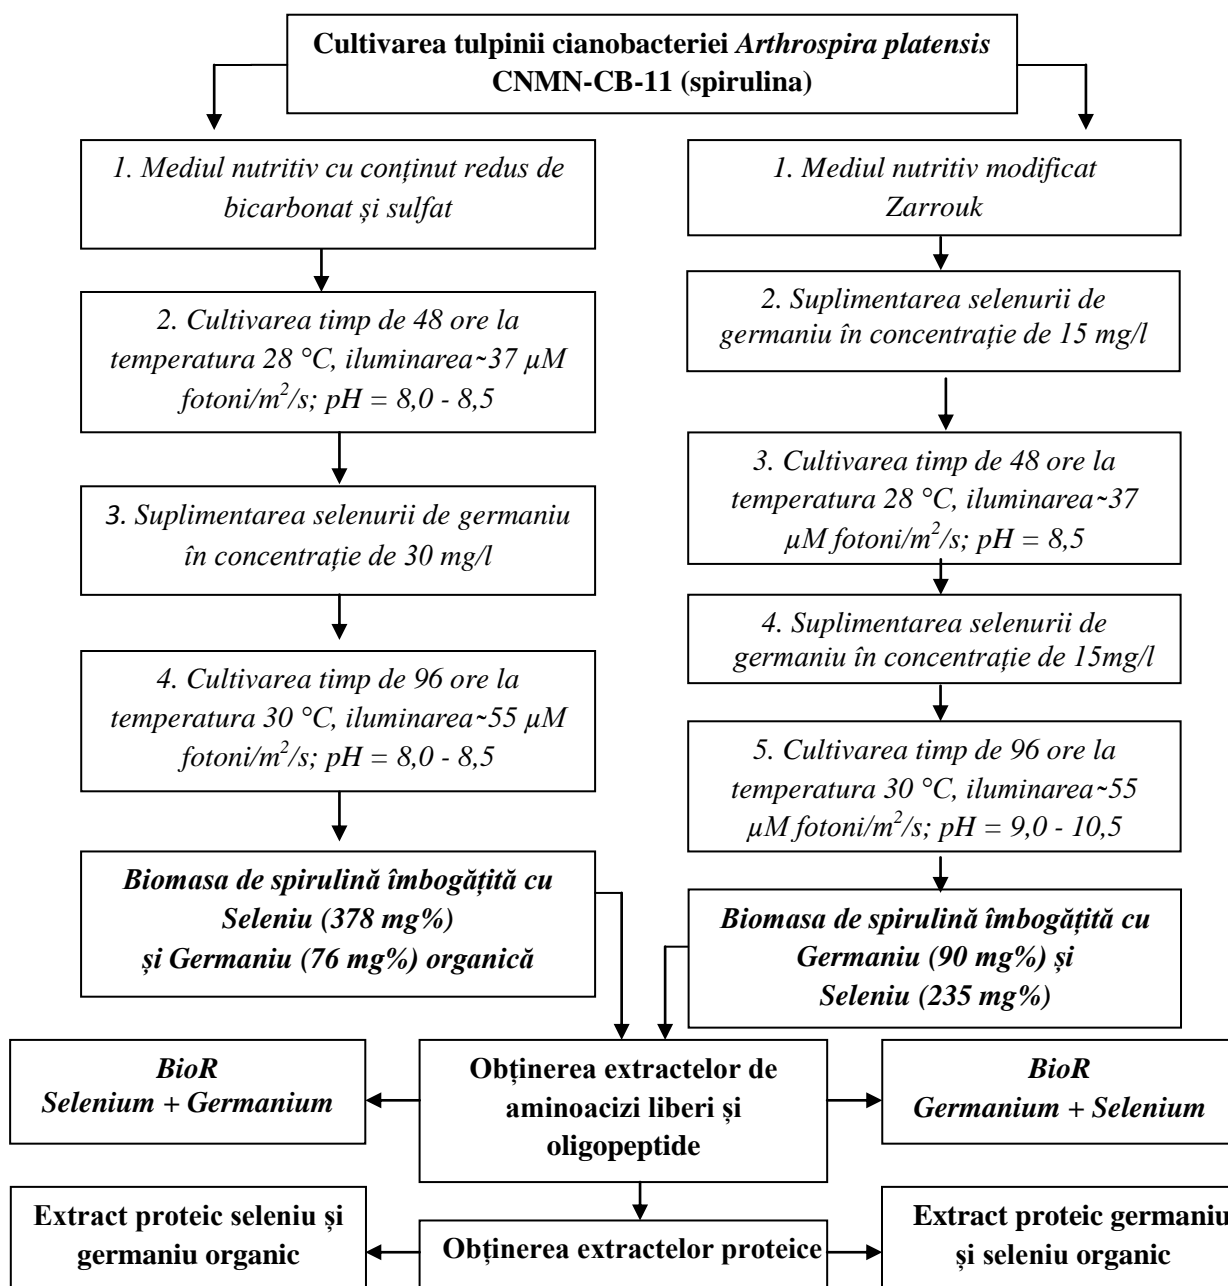 Cultivarea tulpinii cianobacteriei Arthrospira platensis
CNMN-CB-11 (spirulina)
1. Mediul nutritiv cu conținut redus de
bicarbonat și sulfat
2. Cultivarea timp de 48 ore la
temperatura 28 °C, iluminarea~37 µM
fotoni/m²/s; pH = 8,0 - 8,5
3. Suplimentarea selenurii de germaniu
în concentrație de 30 mg/l
4. Cultivarea timp de 96 ore la
temperatura 30 °C, iluminarea~55 µM
fotoni/m²/s; pH = 8,0 - 8,5
Biomasa de spirulină îmbogățită cu
Seleniu (378 mg%)
și Germaniu (76 mg%) organică
1. Mediul nutritiv modificat
Zarrouk
2. Suplimentarea selenurii de
germaniu în concentrație de 15 mg/l
3. Cultivarea timp de 48 ore la
temperatura 28 °C, iluminarea~37
µM fotoni/m²/s; pH = 8,5
4. Suplimentarea selenurii de
germaniu în concentrație de 15mg/l
5. Cultivarea timp de 96 ore la
temperatura 30 °C, iluminarea~55
µM fotoni/m²/s; pH = 9,0 - 10,5
Biomasa de spirulină îmbogățită cu
Germaniu (90 mg%) și
Seleniu (235 mg%)
BioR
Selenium + Germanium
Obținerea extractelor de
aminoacizi liberi și
oligopeptide
BioR
Germanium + Selenium
Extract proteic seleniu și
germaniu organic
Obținerea extractelor proteice
Extract proteic germaniu
și seleniu organic